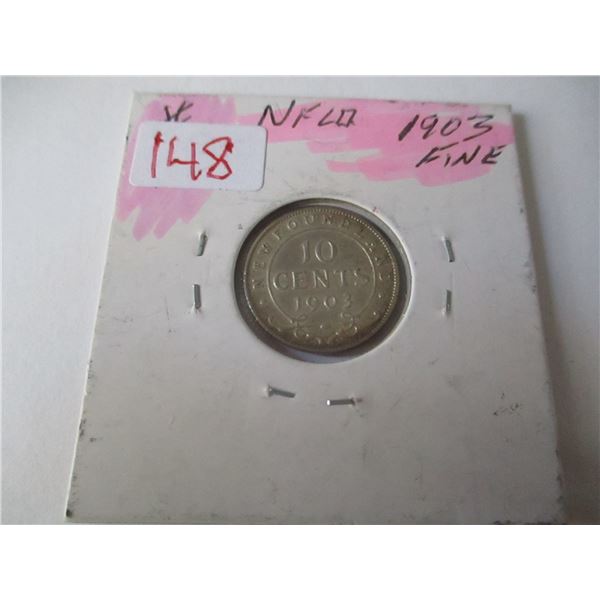 NFLD 1903
FINE
148
NEWFOUNDLAND
10
CENTS
1903